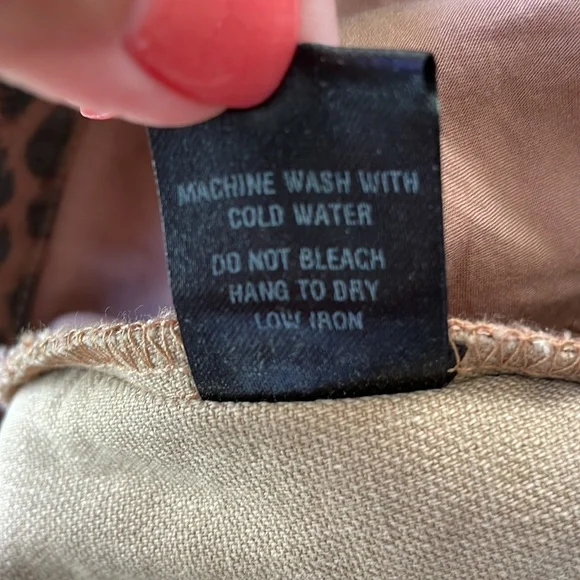 MACHINE WASH WITH
COLD WATER
DO NOT BLEACH
HANG TO DRY
LOW IRON